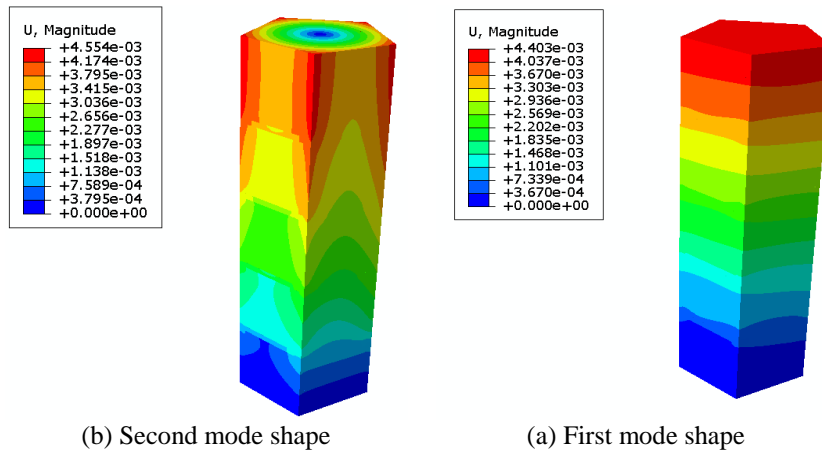 U, Magnitude
+4.554e-03
+4.174e-03
+3.795e-03
+3.415e-03
+3.036e-03
+2.656e-03
+2.277e-03
+1.897e-03
+1.518e-03
+1.138e-03
+7.589e-04
+3.795e-04
+0.000e+00
(b) Second mode shape
U, Magnitude
+4.403e-03
+4.037e-03
+3.670e-03
+3.303e-03
+2.936e-03
+2.569e-03
+2.202e-03
+1.835e-03
+1.468e-03
+1.101e-03
+7.339e-04
+3.670e-04
+0.000e+00
(a) First mode shape